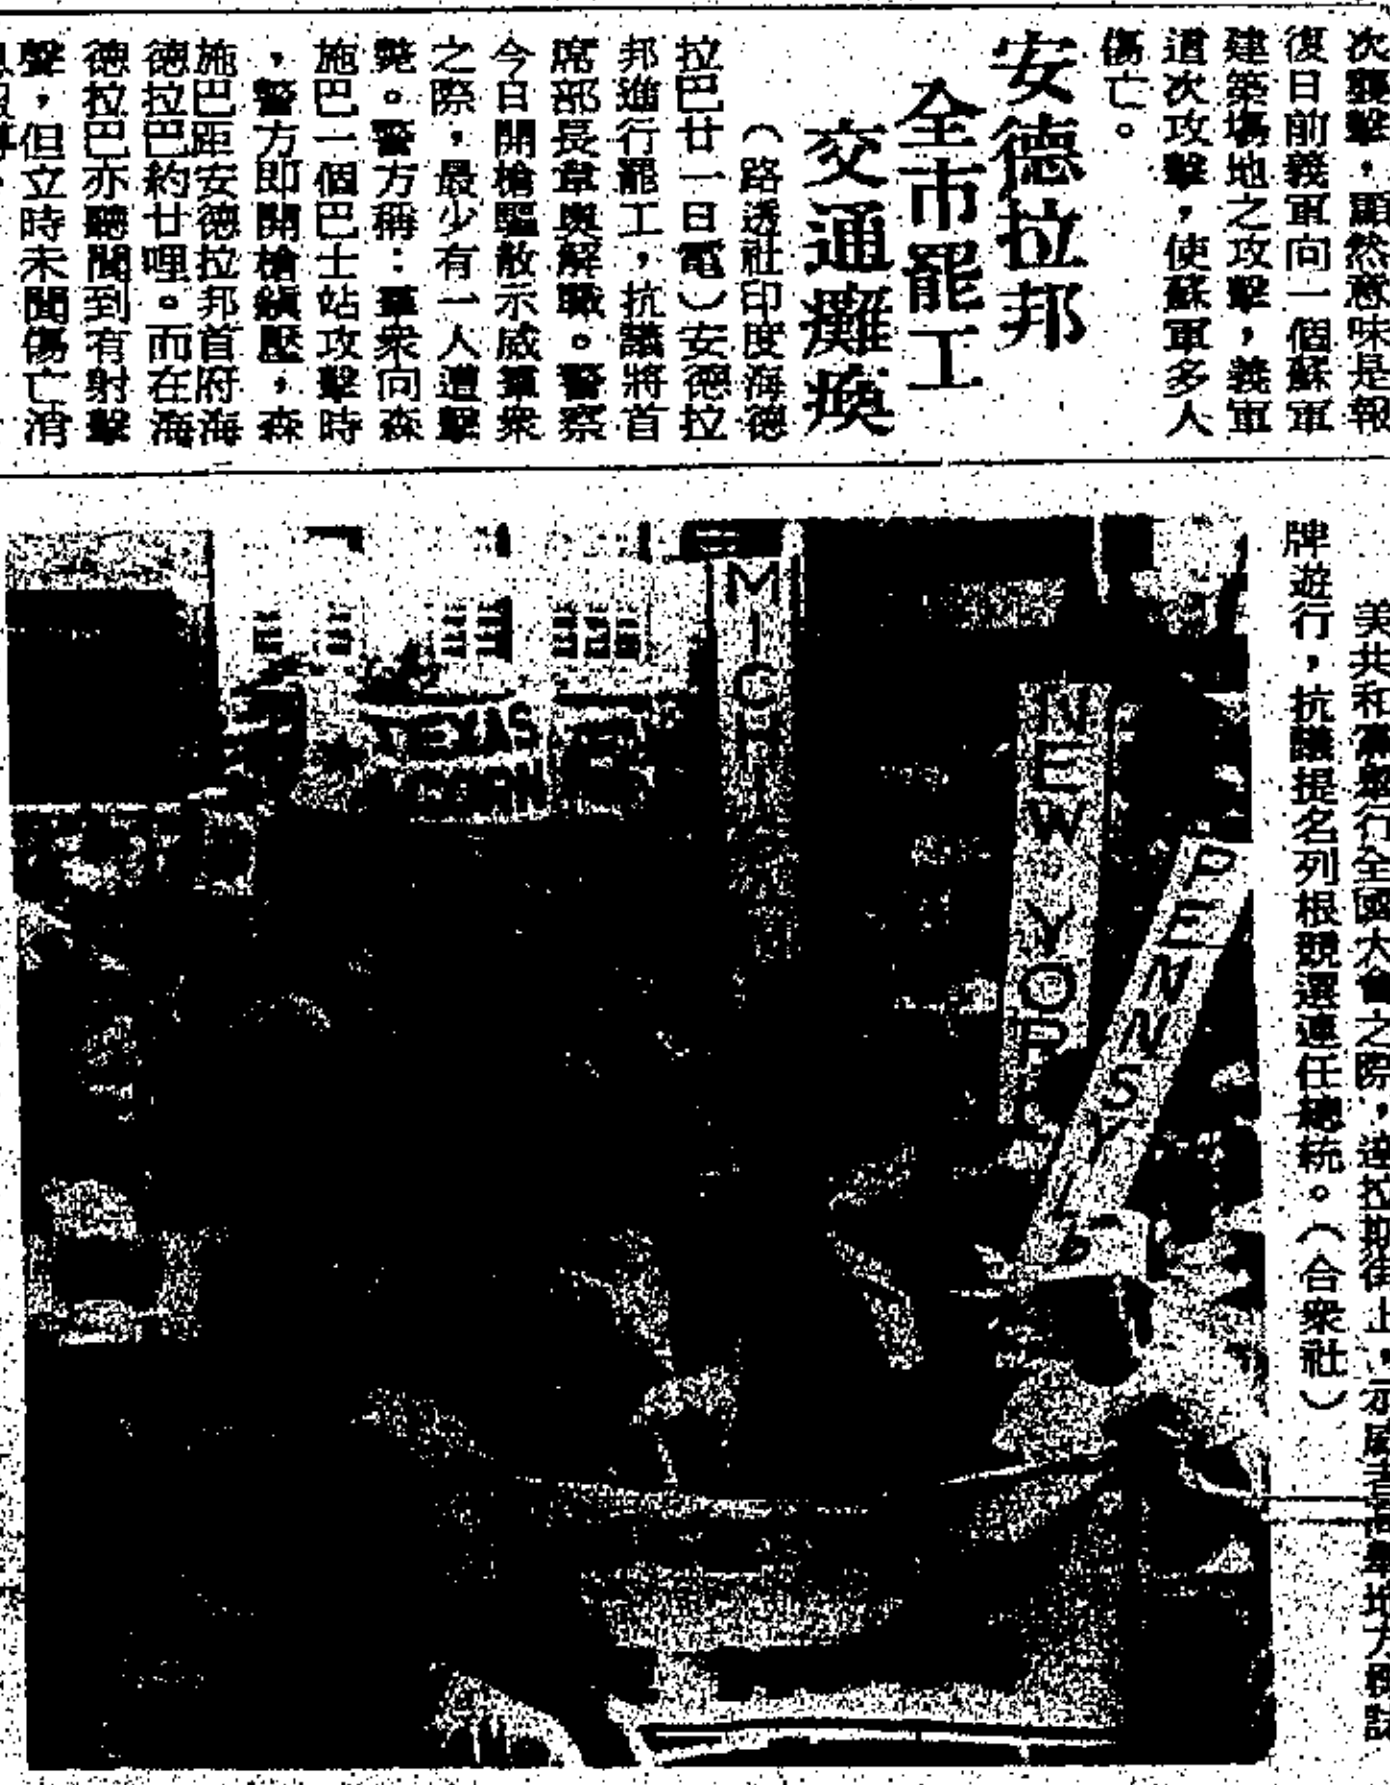 次襲擊，顯然意味是報
復日前義軍向一個蘇軍
建築塲地之攻擊，義軍
這次攻擊，使蘇軍多人
傷亡。
安德拉邦
全市罷工
交通癱瘓
（路透社印度海德
拉巴廿一日電）安德拉
邦進行罷工，抗議將首
席部長韋奧解職。警察
今日開槍驅散示威羣衆
之際，最少有一人遭擊
斃。警方稱：羣衆向森
施巴一個巴士站攻擊時
，警方即開槍鎮壓，森
施巴距安德拉邦首府海
德拉巴約廿哩。而在海
德拉巴亦聽聞到有射擊
聲，但立時未聞傷亡消
美共和黨舉行全國大會之際，達拉斯街上，示威者
牌遊行，抗議提名列根競選連任總統。（合衆社）
TEXAS
MICHI
NEW YORK
PENNSYL